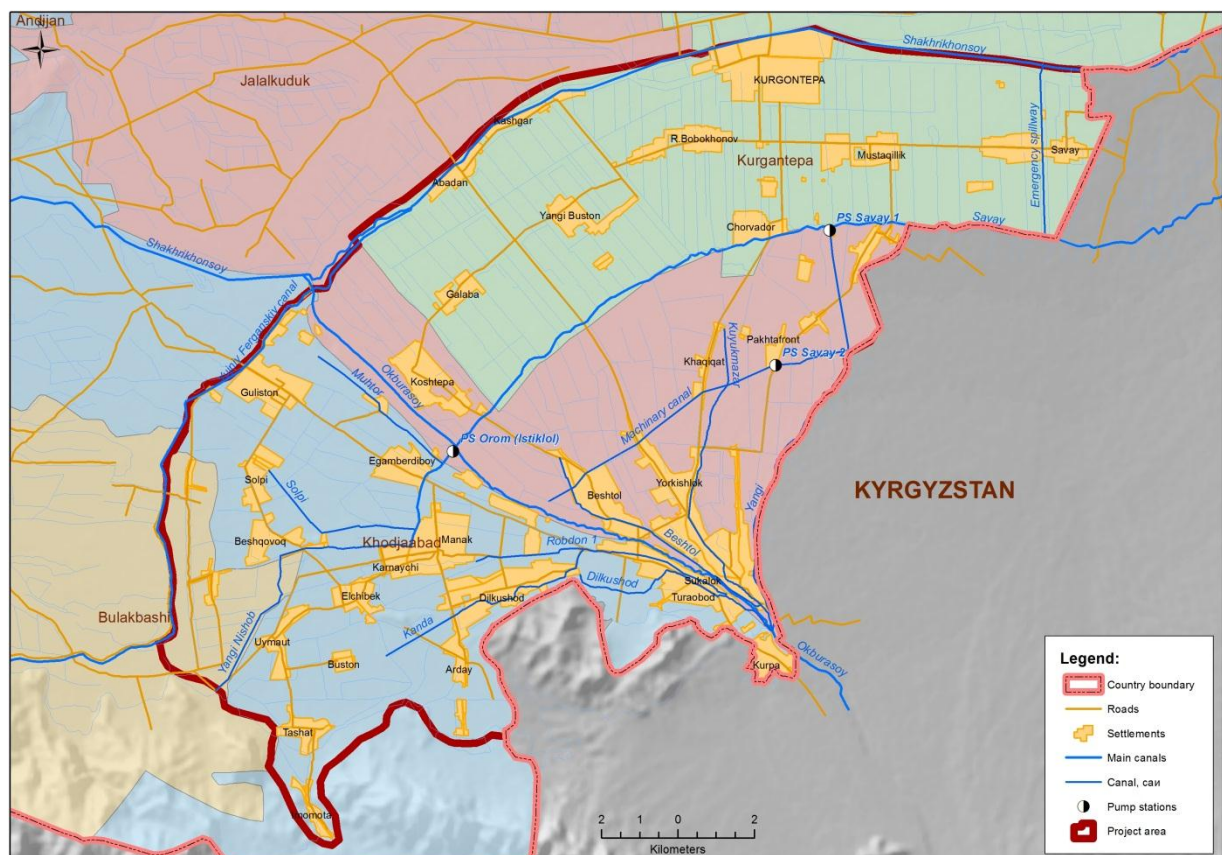 Andijan
Shakhrikhonsoy
Jalalkuduk
KURGONTEPA
Kashgar
R.Bobokhonov
Mustaqillik
Savay
Kurgantepa
Emergency spillway
Abadan
Yangi Buston
Chorvador
PS Savay 1
Savay
Shakhrikhonsoy
Galaba
Ferganskiy canal
Okburasoy
Muhtor
Koshtepa
Khaqiqat
Kuyukmazar
Pakhtafront
PS Savay 2
Guliston
Machinary canal
PS Orom (Istiklol)
Egamberdiboy
Solpi
Solpi
Beshtol
Yorkishlok
Yangi
KYRGYZSTAN
Beshqovoq
Khodjaabad
Manak
Robdon 1
Beshtol
Karnaychi
Elchibek
Dilkushod
Dilkushod
Sukalok
Turaobod
Bulakbashi
Yangi Nishob
Uymaut
Kanda
Buston
Arday
Kurpa
Okburasoy
Tashat
Legend:
Country boundary
Roads
Settlements
Main canals
Canal, саи
Pump stations
Project area
2 1 0 2
Kilometers